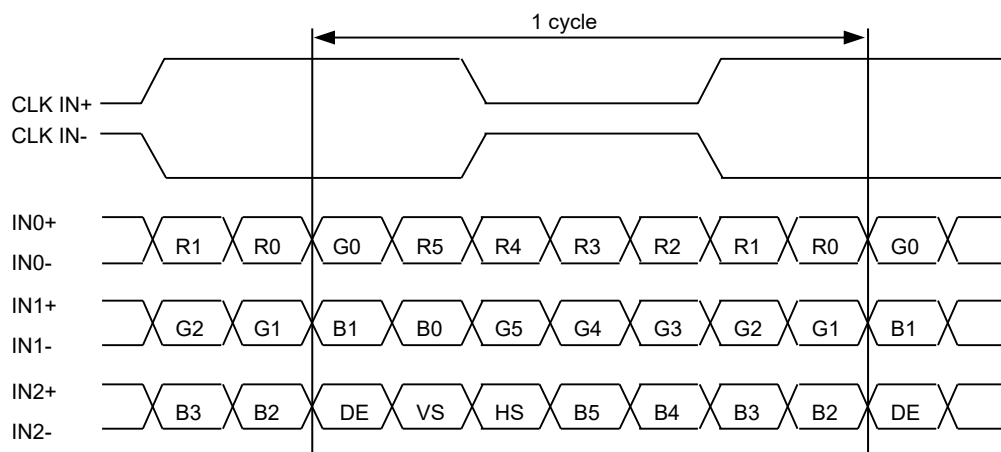 1 cycle
CLK IN+
CLK IN-
IN0+
R1 R0 G0 R5 R4 R3 R2 R1 R0 G0
IN0-
IN1+
G2 G1 B1 B0 G5 G4 G3 G2 G1 B1
IN1-
IN2+
B3 B2 DE VS HS B5 B4 B3 B2 DE
IN2-